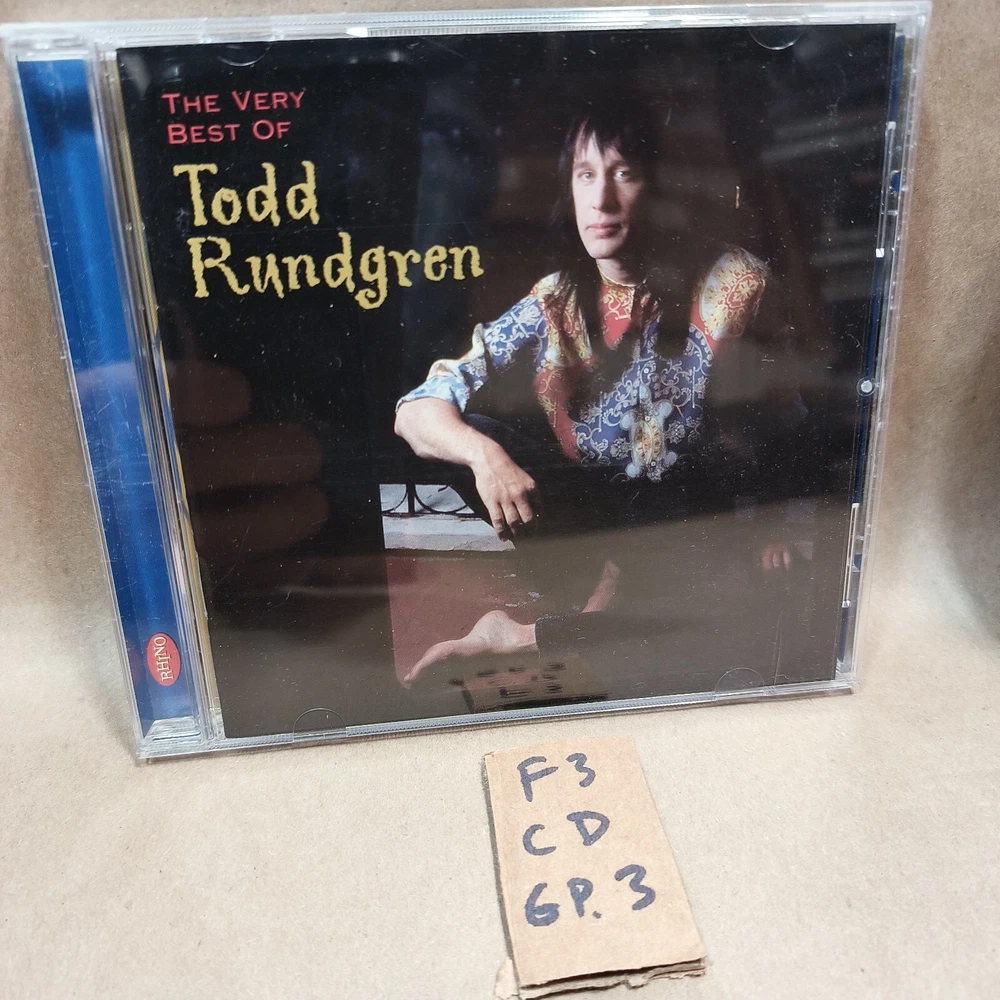 THE VERY
BEST OF
Todd
Rundgren
RHINO
F3
CD
GP. 3